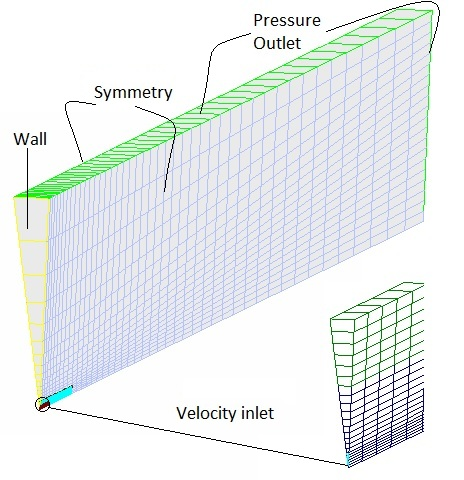 Pressure
Outlet
Symmetry
Wall
Velocity inlet